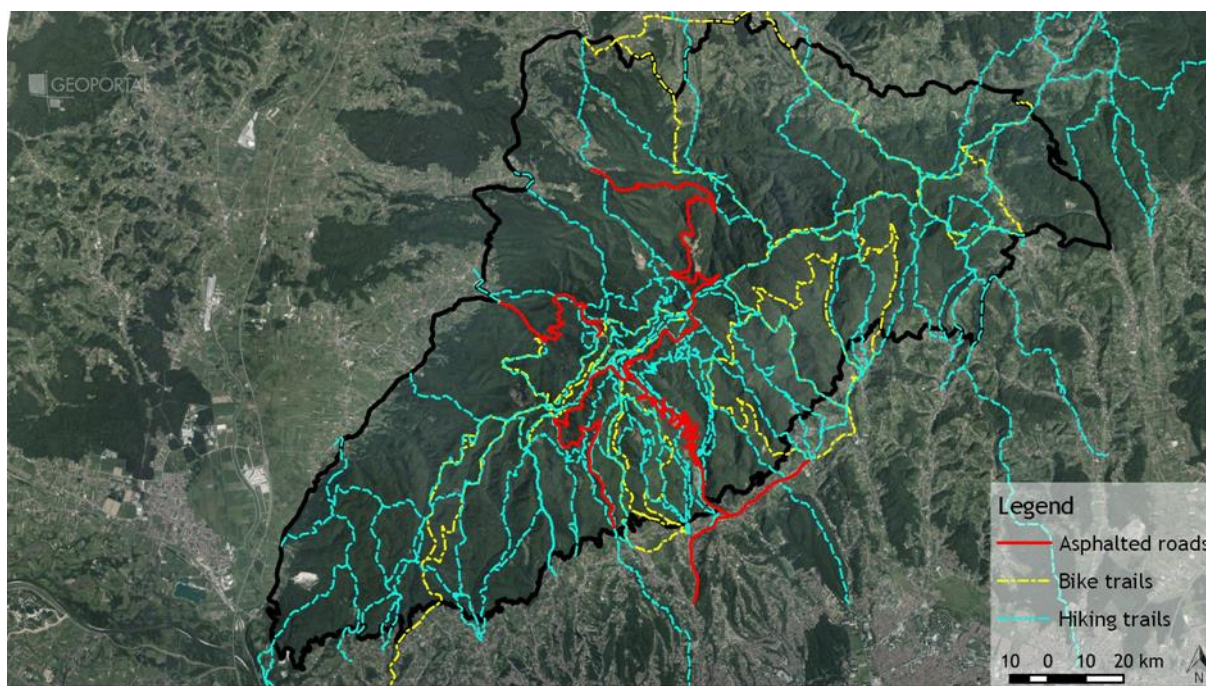 GEOPORTAL
Legend
Asphalted roads
Bike trails
Hiking trails
10 0 10 20 km
N